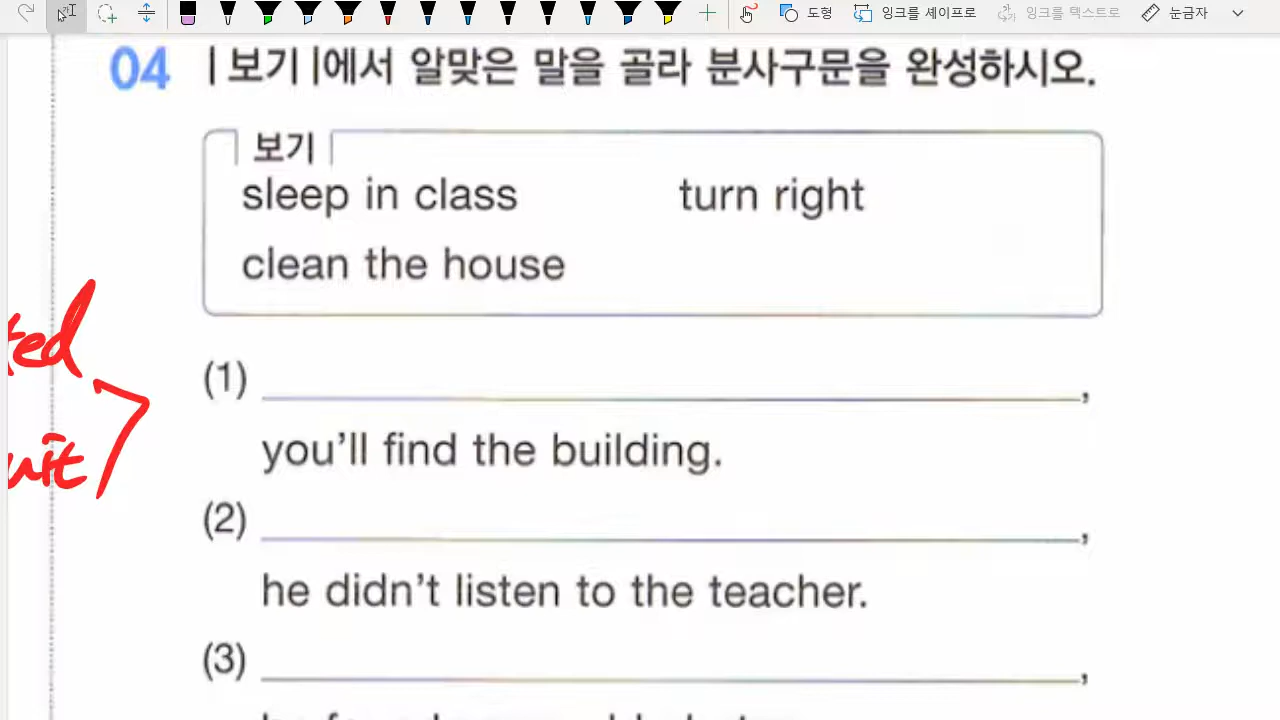 도형 잉크를 셰이프로 잉크를 텍스트로 눈금자
04 |보기|에서 알맞은 말을 골라 분사구문을 완성하시오.
보기
sleep in class turn right
clean the house
ted
(1) ,
uit
you'll find the building.
(2) ,
he didn't listen to the teacher.
(3) ,